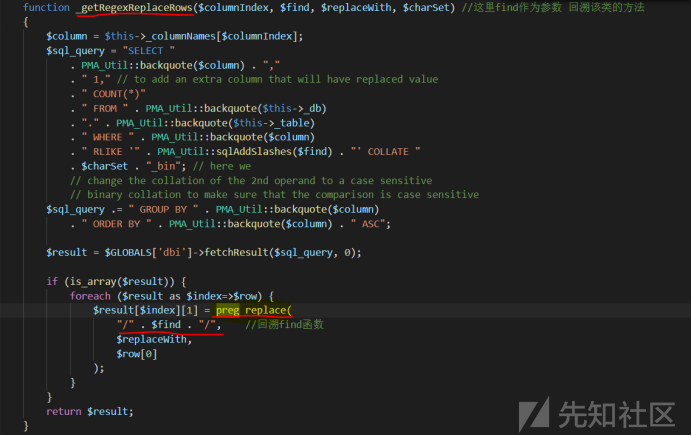 function _getRegexReplaceRows($columnIndex, $find, $replaceWith, $charSet) //这里find作为参数 回溯该类的方法
{
    $column = $this->_columnNames[$columnIndex];
    $sql_query = "SELECT "
        . PMA_Util::backquote($column) . ","
        . " 1," // to add an extra column that will have replaced value
        . " COUNT(*)"
        . " FROM " . PMA_Util::backquote($this->_db)
        . "." . PMA_Util::backquote($this->_table)
        . " WHERE " . PMA_Util::backquote($column)
        . " RLIKE '" . PMA_Util::sqlAddSlashes($find) . "' COLLATE "
        . $charSet . "_bin"; // here we
        // change the collation of the 2nd operand to a case sensitive
        // binary collation to make sure that the comparison is case sensitive
    $sql_query .= " GROUP BY " . PMA_Util::backquote($column)
        . " ORDER BY " . PMA_Util::backquote($column) . " ASC";
    $result = $GLOBALS['dbi']->fetchResult($sql_query, 0);
    if (is_array($result)) {
        foreach ($result as $index=>$row) {
            $result[$index][1] = preg_replace(
                "/" . $find . "/",    //回溯find函数
                $replaceWith,
                $row[0]
            );
        }
    }
    return $result;
}
先知社区